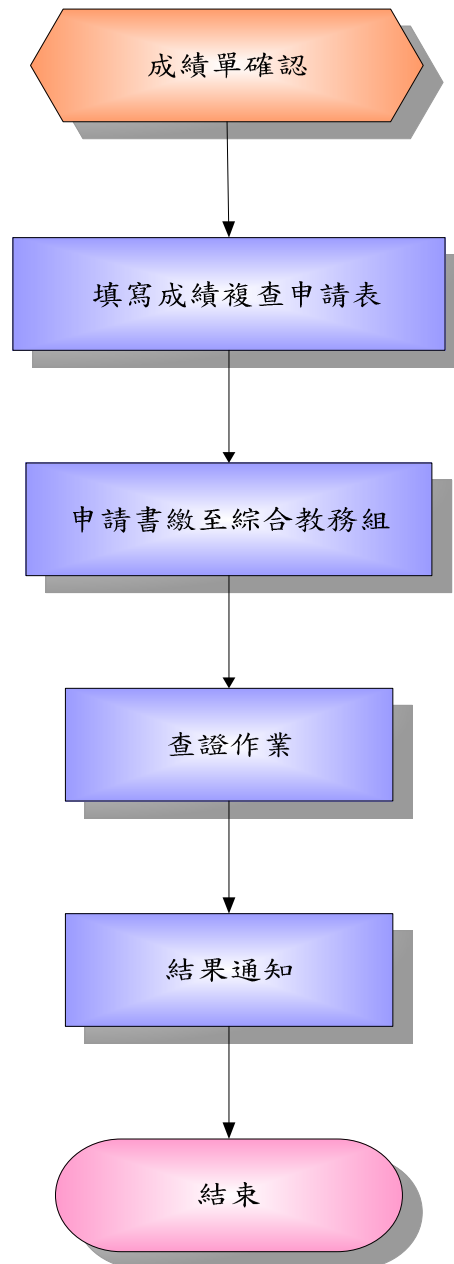 成績單確認
填寫成績複查申請表
申請書繳至綜合教務組
查證作業
結果通知
結束